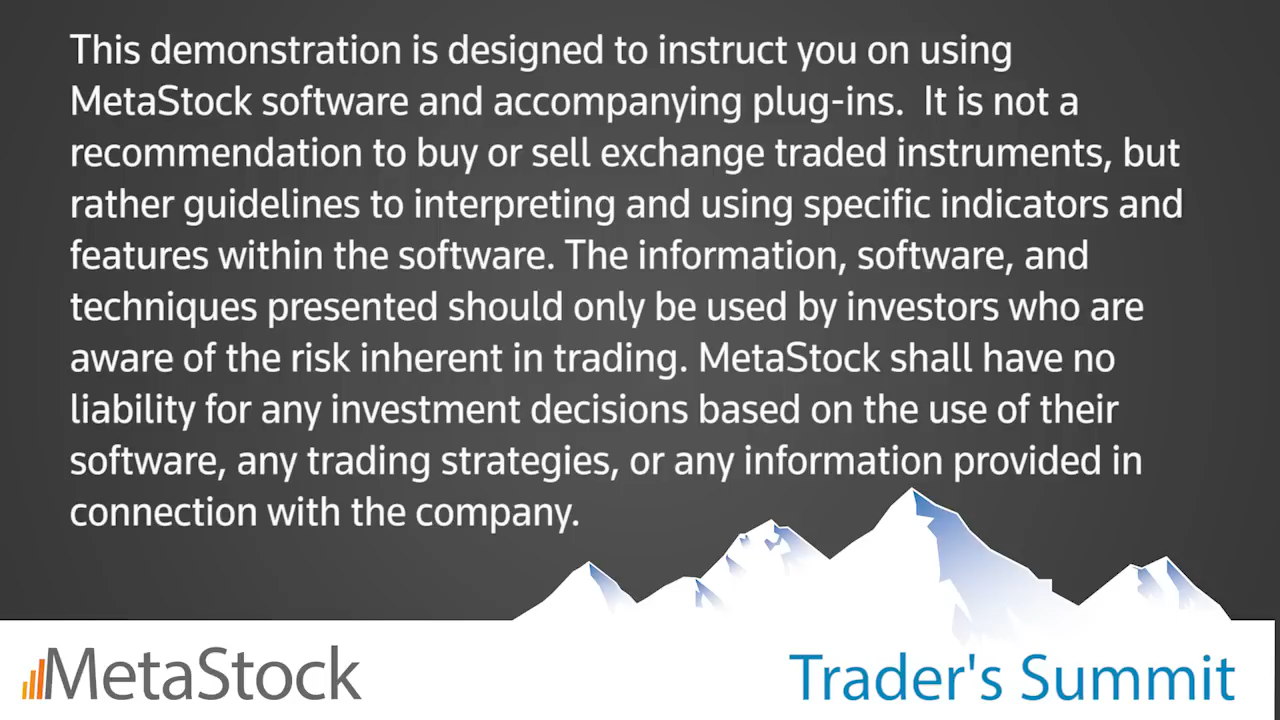 This demonstration is designed to instruct you on using
MetaStock software and accompanying plug-ins.  It is not a
recommendation to buy or sell exchange traded instruments, but
rather guidelines to interpreting and using specific indicators and
features within the software. The information, software, and
techniques presented should only be used by investors who are
aware of the risk inherent in trading. MetaStock shall have no
liability for any investment decisions based on the use of their
software, any trading strategies, or any information provided in
connection with the company.
MetaStock
Trader's Summit